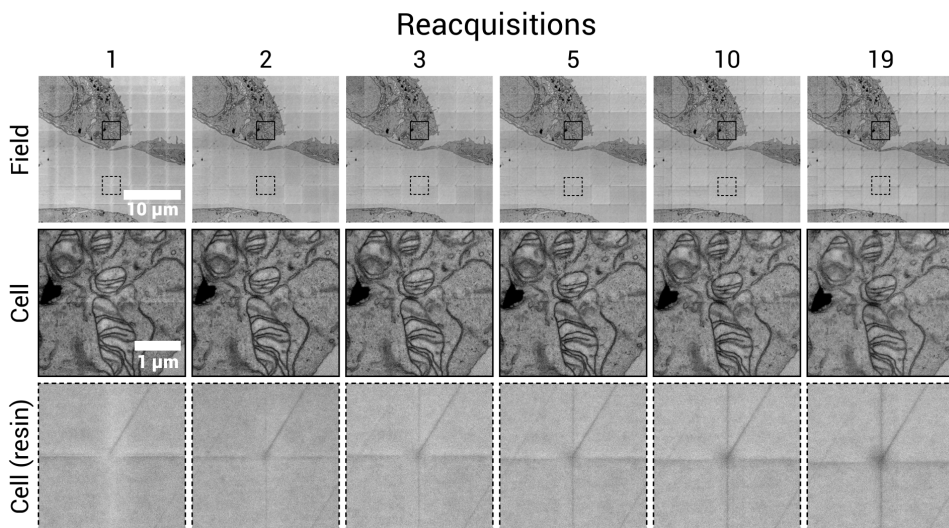 Reacquisitions
1 2 3 5 10 19
Field
10 µm
Cell
1 µm
Cell (resin)